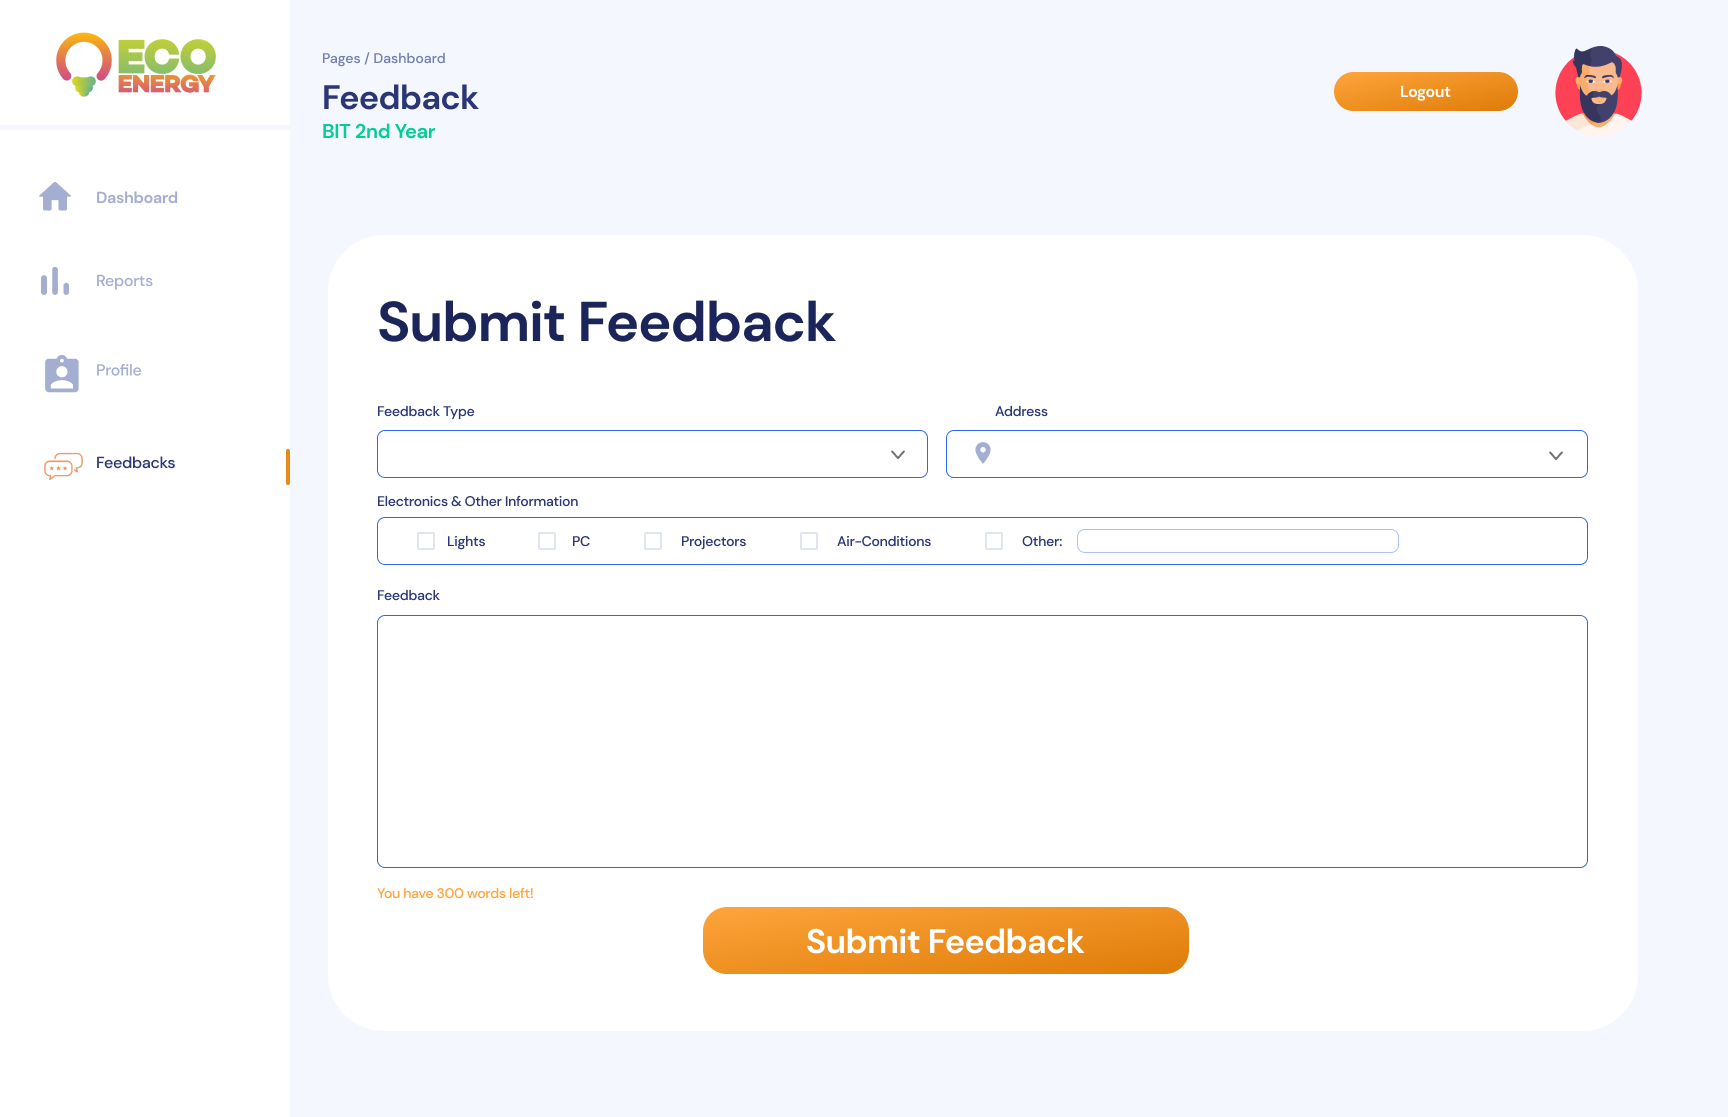 ECO
ENERGY
Dashboard
Reports
Profile
Feedbacks
Pages / Dashboard
Feedback
BIT 2nd Year
Logout
Submit Feedback
Feedback Type
Address
Electronics & Other Information
Lights PC Projectors Air-Conditions Other:
Feedback
You have 300 words left!
Submit Feedback